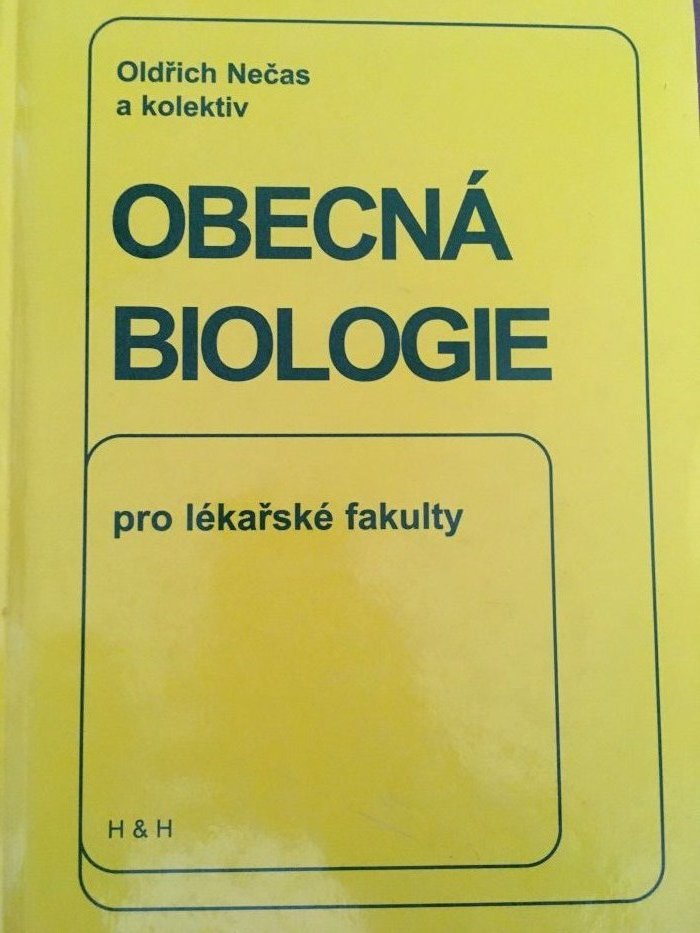 Oldřich Nečas
a kolektiv
OBECNÁ
BIOLOGIE
pro lékařské fakulty
H & H